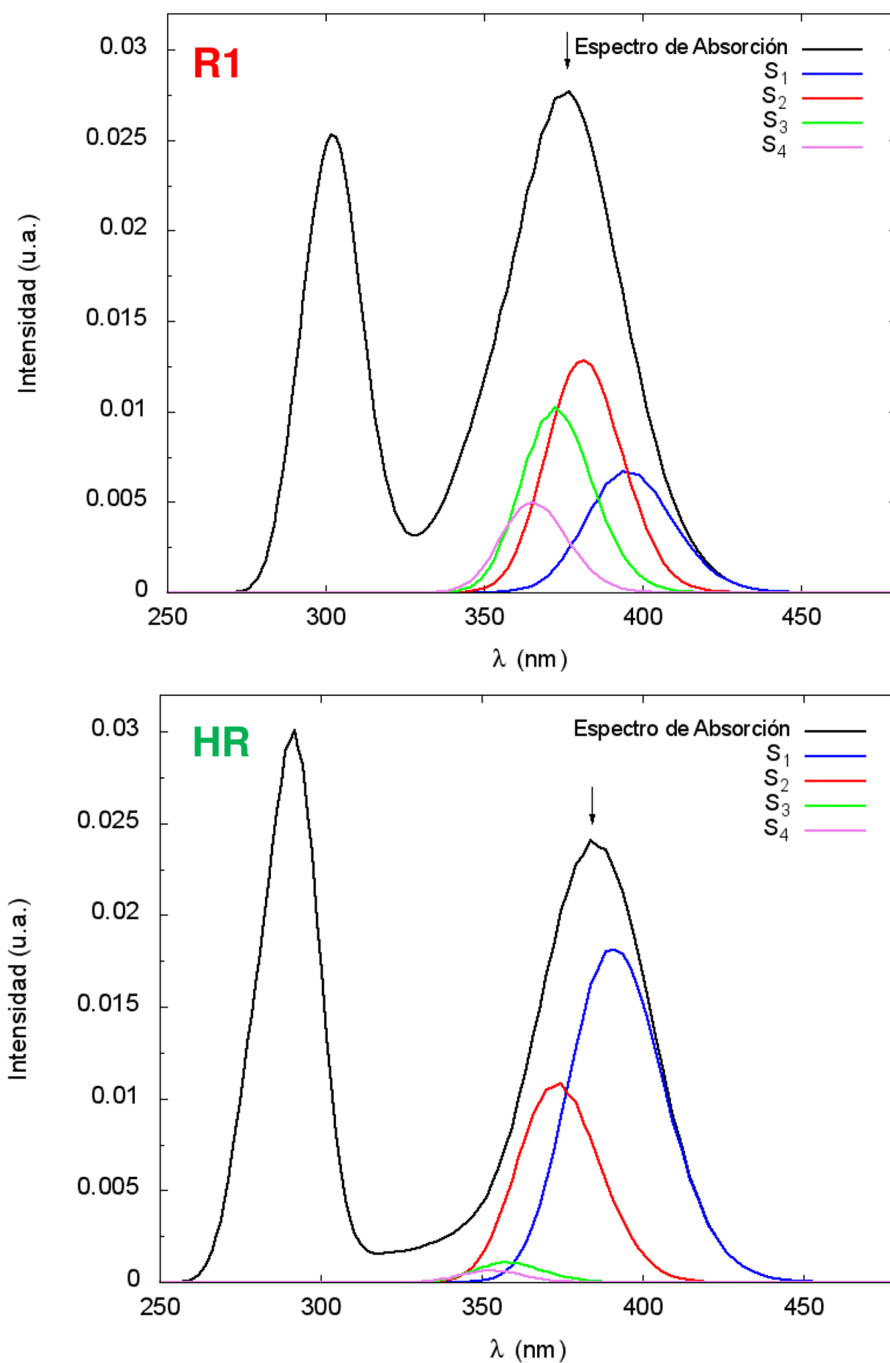 R1
Espectro de Absorción
S1
S2
S3
S4
0.03
0.025
0.02
0.015
0.01
0.005
0
Intensidad (u.a.)
250 300 350 400 450
λ (nm)
HR
Espectro de Absorción
S1
S2
S3
S4
0.03
0.025
0.02
0.015
0.01
0.005
0
Intensidad (u.a.)
250 300 350 400 450
λ (nm)